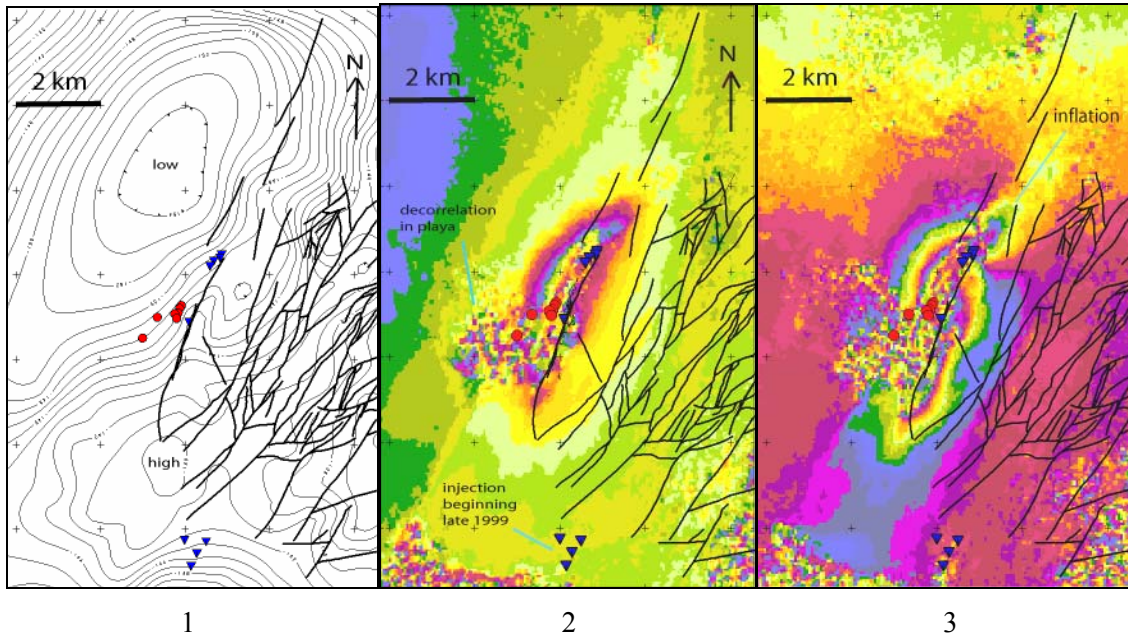 2 km
N
low
high
1
2 km
N
decorrelation
in playa
injection
beginning
late 1999
2
2 km
N
inflation
3